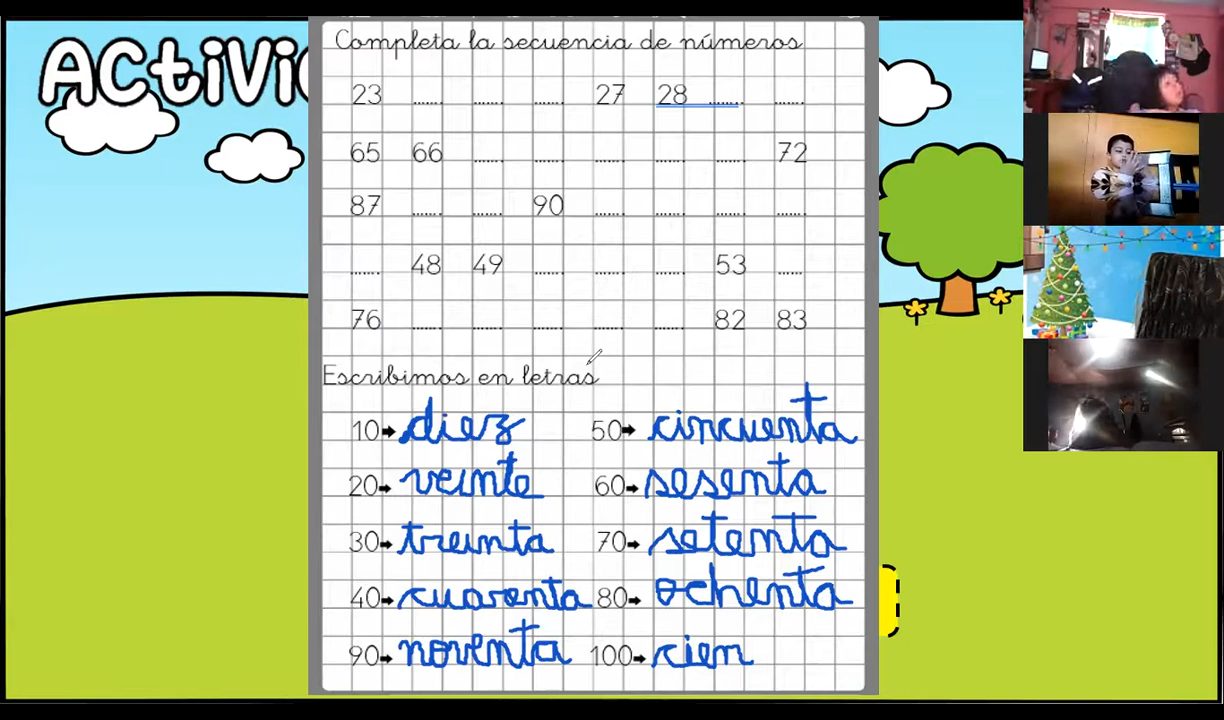 ACtiVi
Completa la secuencia de números
23 ...... ...... ...... 27 28 ...... ......
65 66 ...... ...... ...... ...... ...... 72
87 ...... ...... 90 ...... ...... ...... ......
...... 48 49 ...... ...... ...... 53 ......
76 ...... ...... ...... ...... ...... 82 83
Escribimos en letras
10→ diez 50→ cincuenta
20→ veinte 60→ sesenta
30→ treinta 70→ setenta
40→ cuarenta 80→ ochenta
90→ noventa 100→ cien